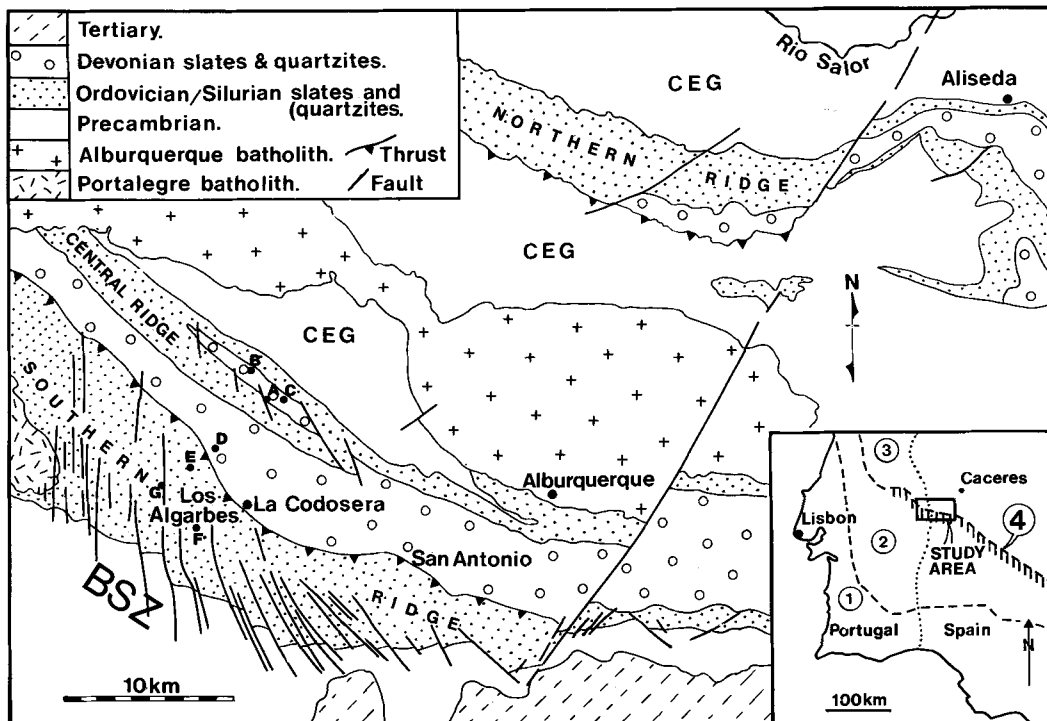 Tertiary.
Devonian slates & quartzites.
Ordovician/Silurian slates and
(quartzites.
Precambrian.
Alburquerque batholith. Thrust
Portalegre batholith. Fault
Rio Salor
CEG
Aliseda
NORTHERN
RIDGE
CEG
N
CENTRAL RIDGE
CEG
B
A C
SOUTHERN
D
E
G
Los
Algarbes
F
La Codosera
Alburquerque
San Antonio
RIDGE
BSZ
10km
3
Caceres
Lisbon
4
2
STUDY
AREA
1
Portugal Spain
N
100km